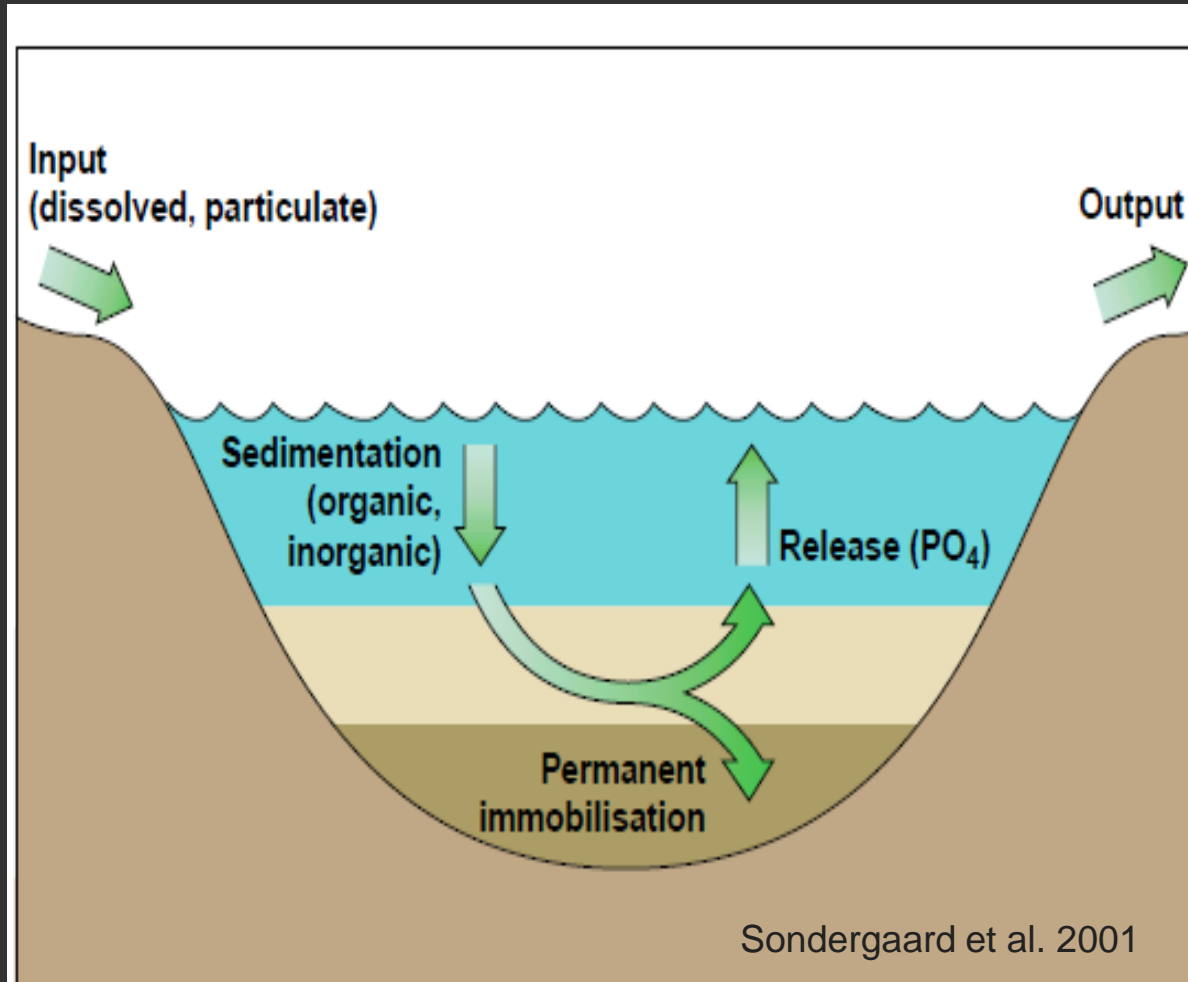 Input
(dissolved, particulate)
Output
Sedimentation
(organic,
inorganic)
Release (PO₄)
Permanent
immobilisation
Sondergaard et al. 2001